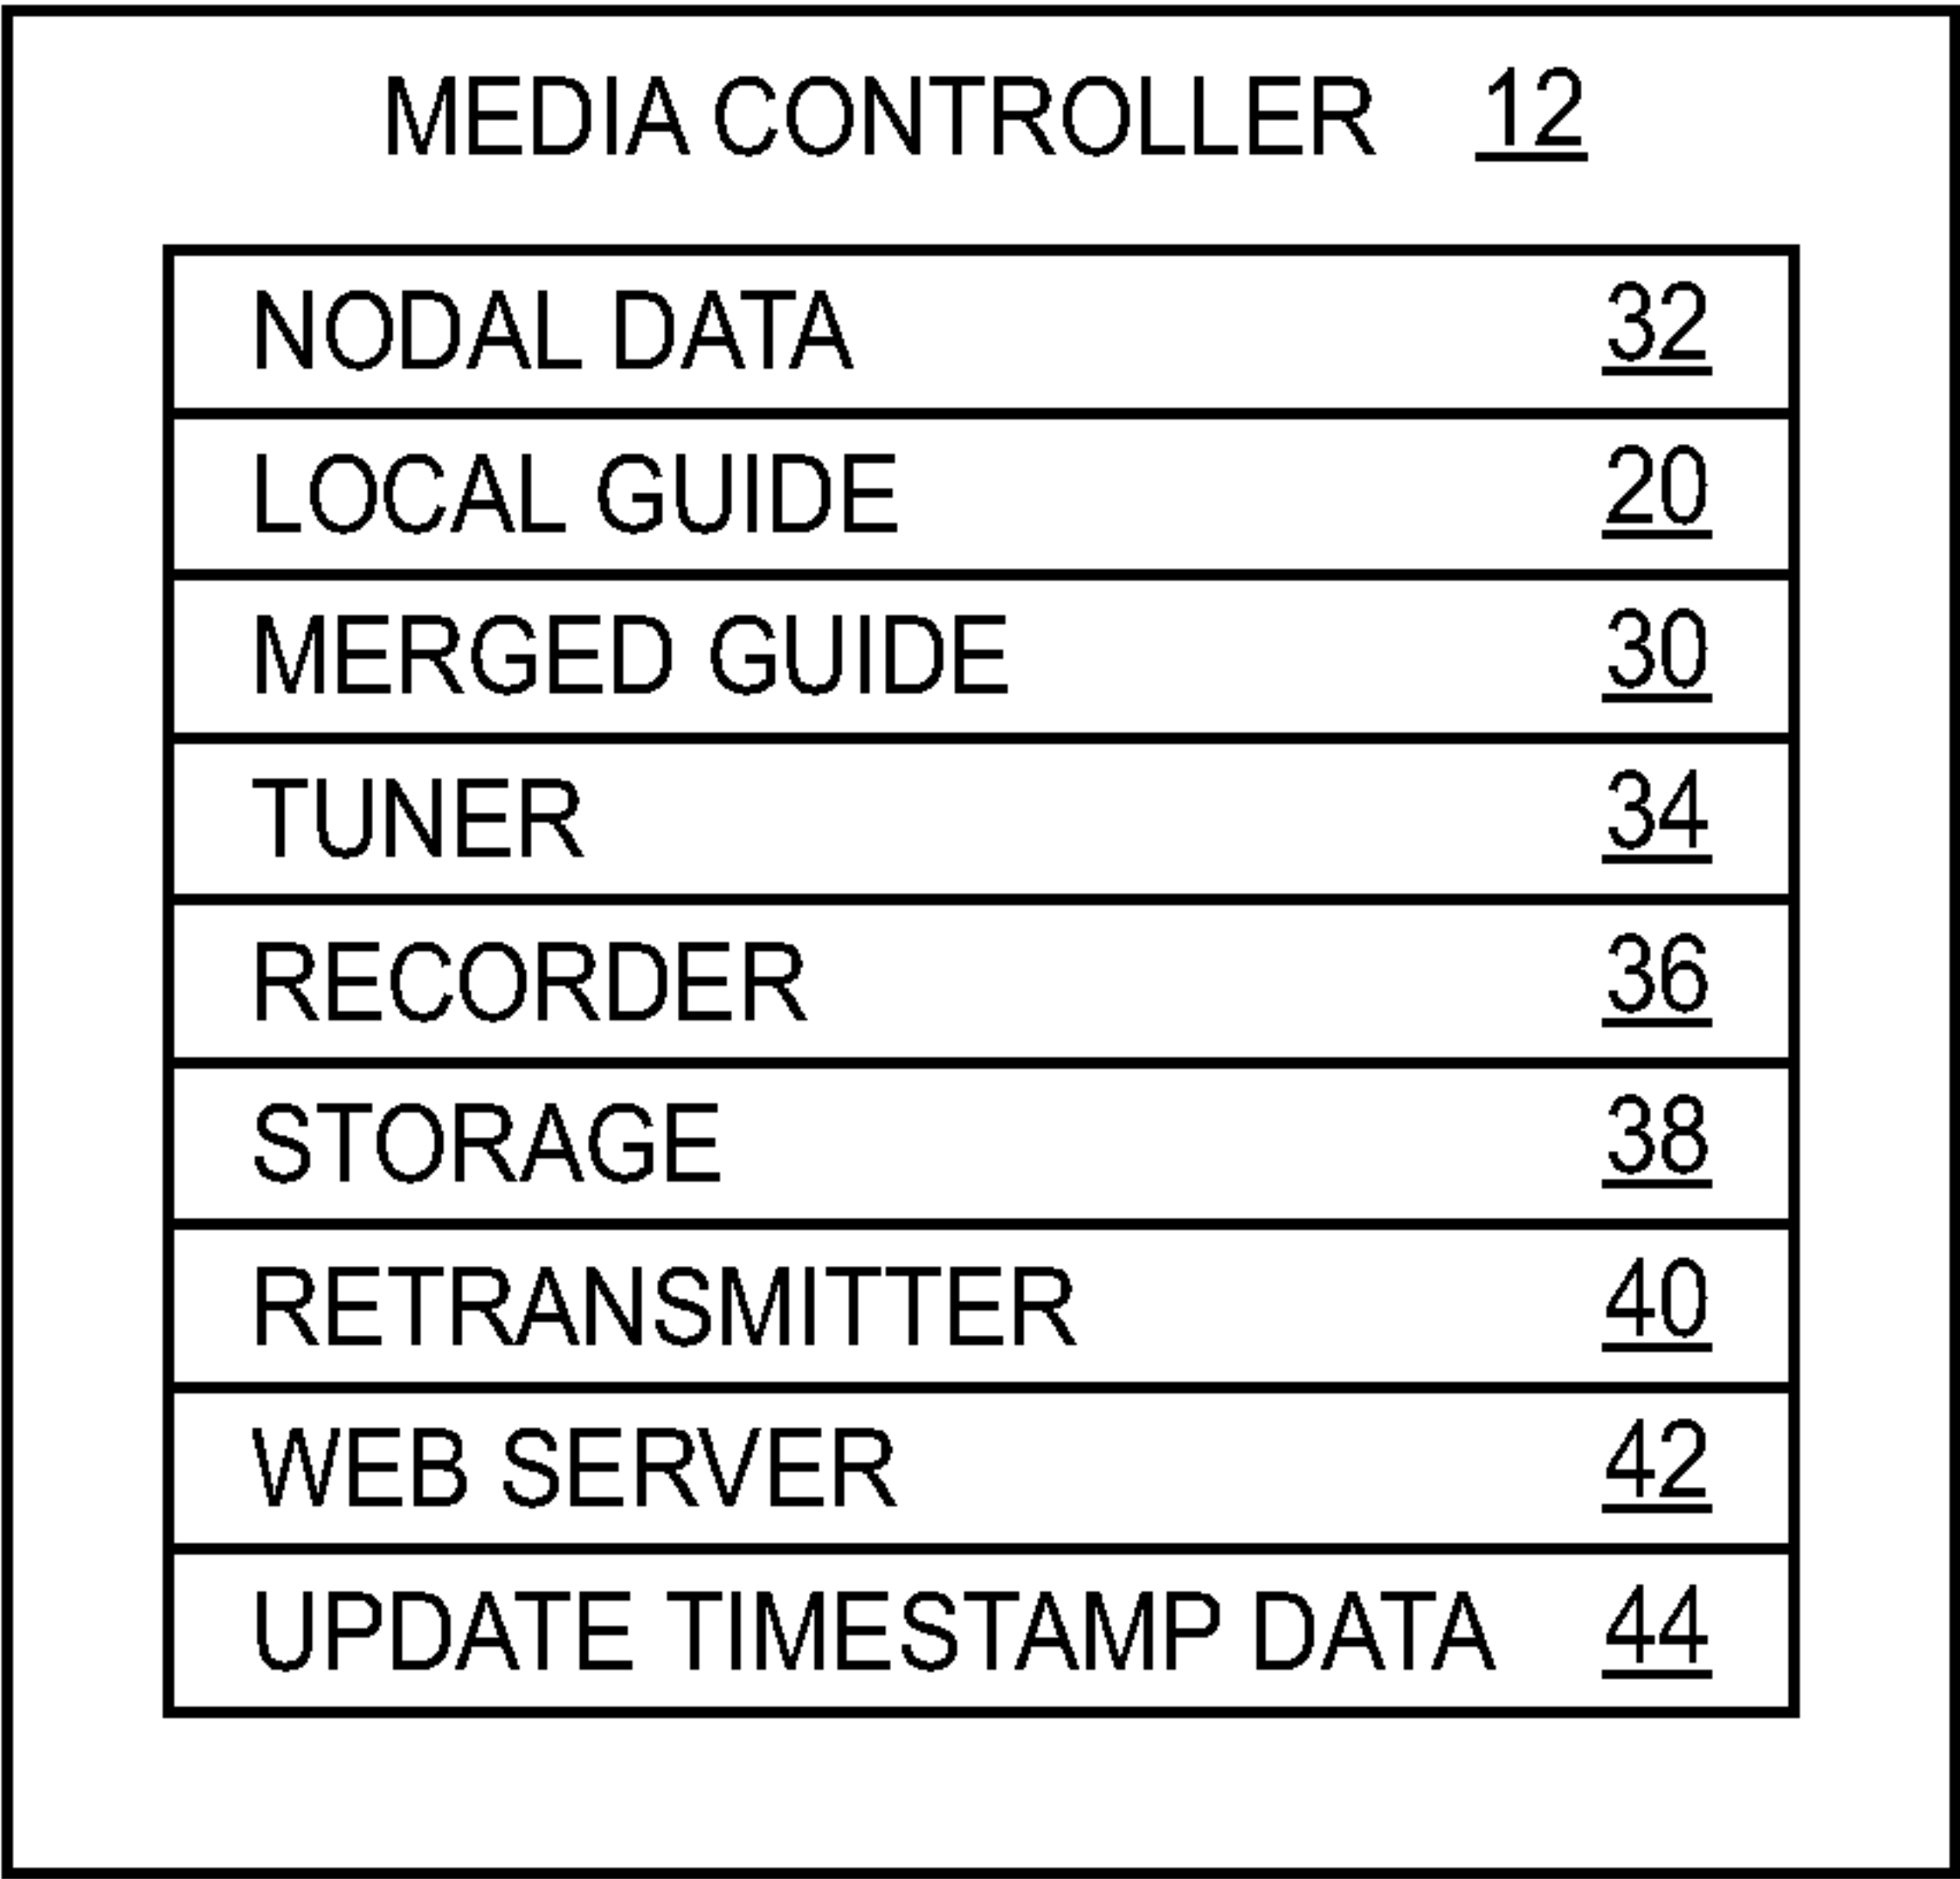 MEDIA CONTROLLER 12
NODAL DATA 32
LOCAL GUIDE 20
MERGED GUIDE 30
TUNER 34
RECORDER 36
STORAGE 38
RETRANSMITTER 40
WEB SERVER 42
UPDATE TIMESTAMP DATA 44